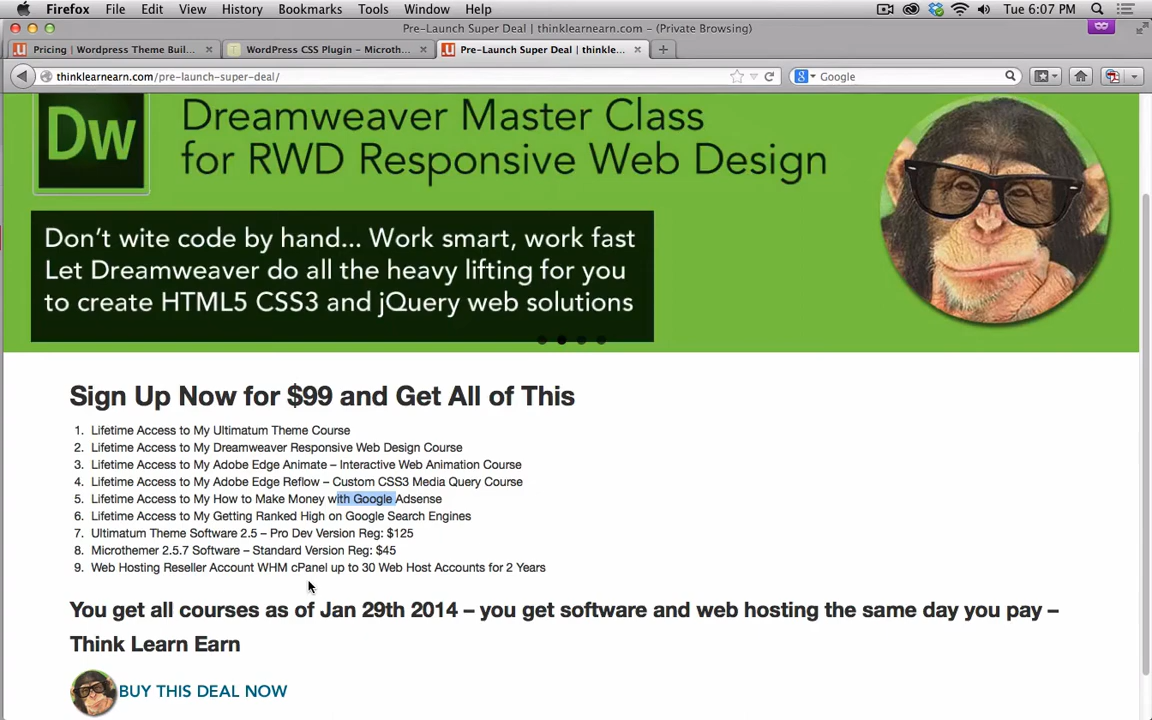 Firefox File Edit View History Bookmarks Tools Window Help Tue 6:07 PM
Pre-Launch Super Deal | thinklearnearn.com - (Private Browsing)
Pricing | Wordpress Theme Buil... WordPress CSS Plugin – Microth... Pre-Launch Super Deal | thinkle...
thinklearnearn.com/pre-launch-super-deal/ Google
Dw
Dreamweaver Master Class
for RWD Responsive Web Design
Don't wite code by hand... Work smart, work fast
Let Dreamweaver do all the heavy lifting for you
to create HTML5 CSS3 and jQuery web solutions
Sign Up Now for $99 and Get All of This
1. Lifetime Access to My Ultimatum Theme Course
2. Lifetime Access to My Dreamweaver Responsive Web Design Course
3. Lifetime Access to My Adobe Edge Animate – Interactive Web Animation Course
4. Lifetime Access to My Adobe Edge Reflow – Custom CSS3 Media Query Course
5. Lifetime Access to My How to Make Money with Google Adsense
6. Lifetime Access to My Getting Ranked High on Google Search Engines
7. Ultimatum Theme Software 2.5 – Pro Dev Version Reg: $125
8. Microthemer 2.5.7 Software – Standard Version Reg: $45
9. Web Hosting Reseller Account WHM cPanel up to 30 Web Host Accounts for 2 Years
You get all courses as of Jan 29th 2014 – you get software and web hosting the same day you pay –
Think Learn Earn
BUY THIS DEAL NOW